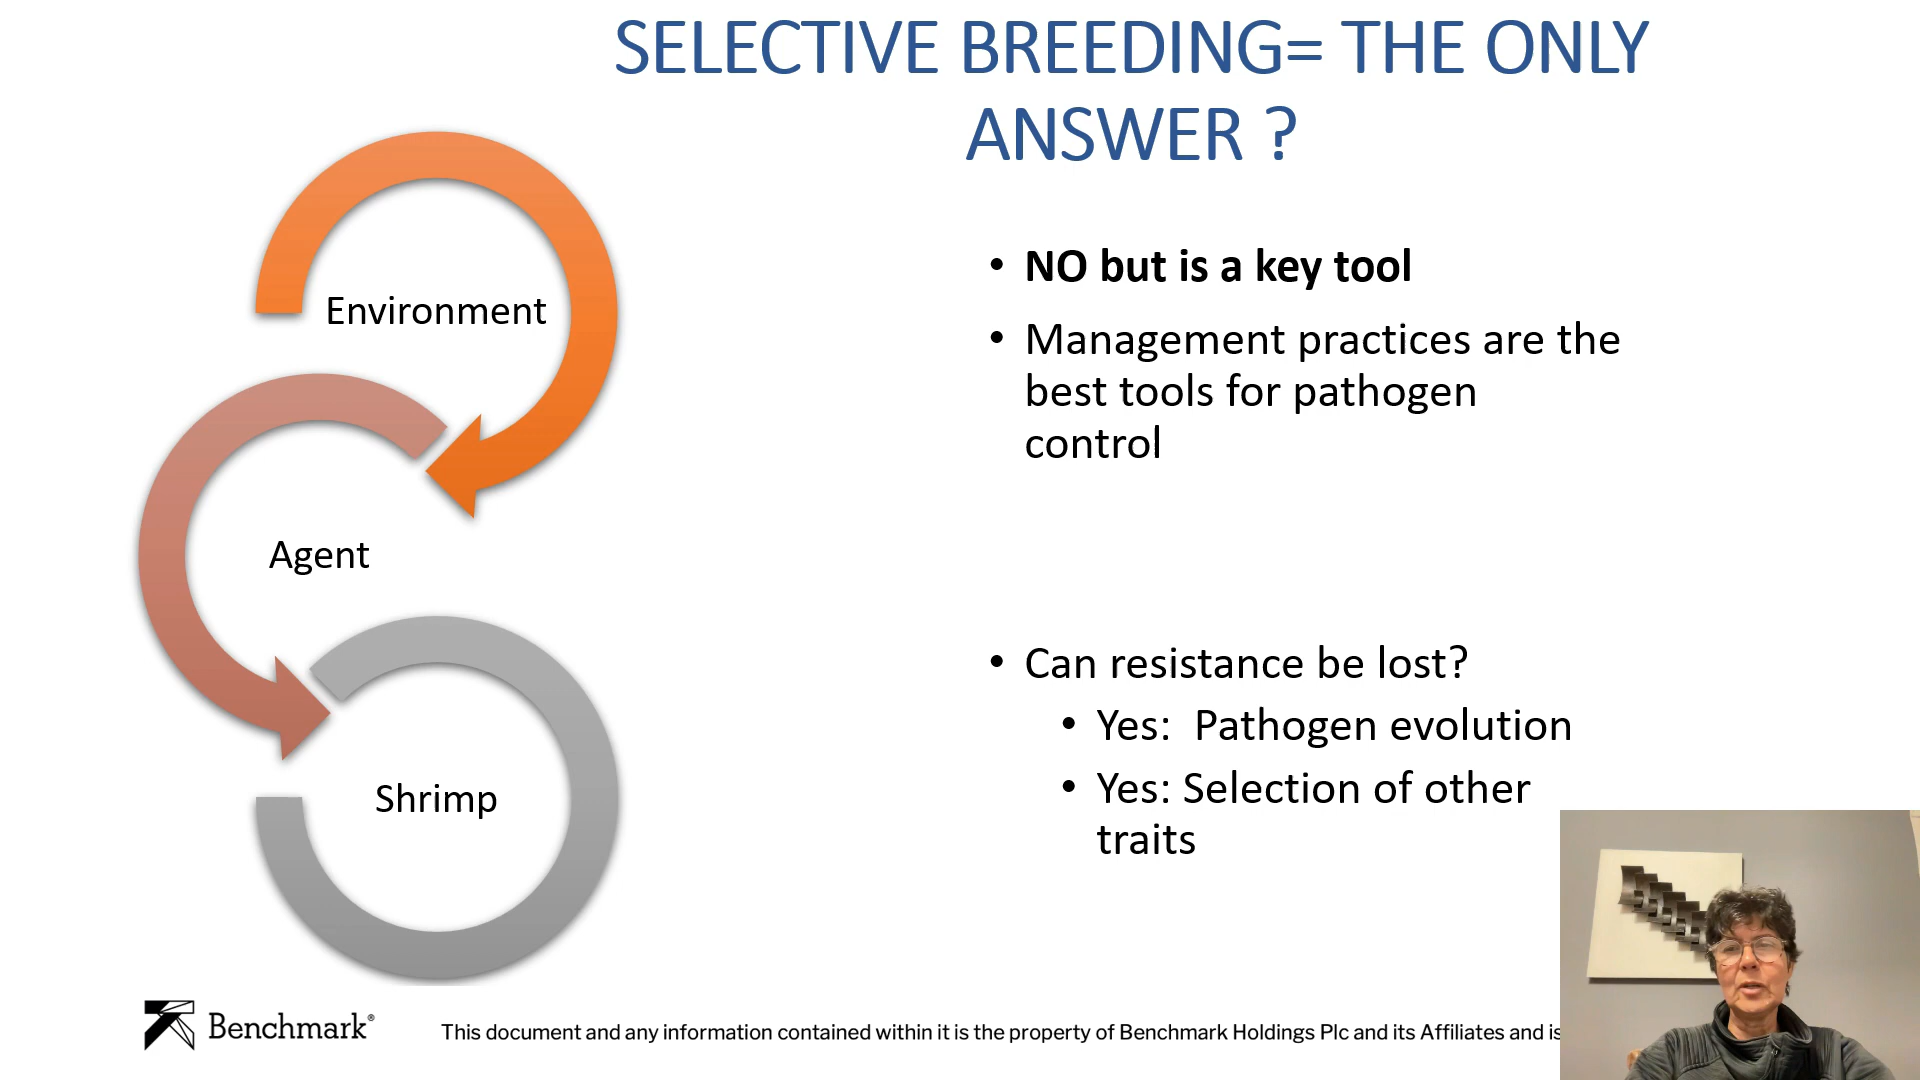 SELECTIVE BREEDING= THE ONLY
ANSWER ?
Environment
Agent
Shrimp
• NO but is a key tool
• Management practices are the
best tools for pathogen
control
• Can resistance be lost?
• Yes:  Pathogen evolution
• Yes: Selection of other
traits
Benchmark®
This document and any information contained within it is the property of Benchmark Holdings Plc and its Affiliates and is